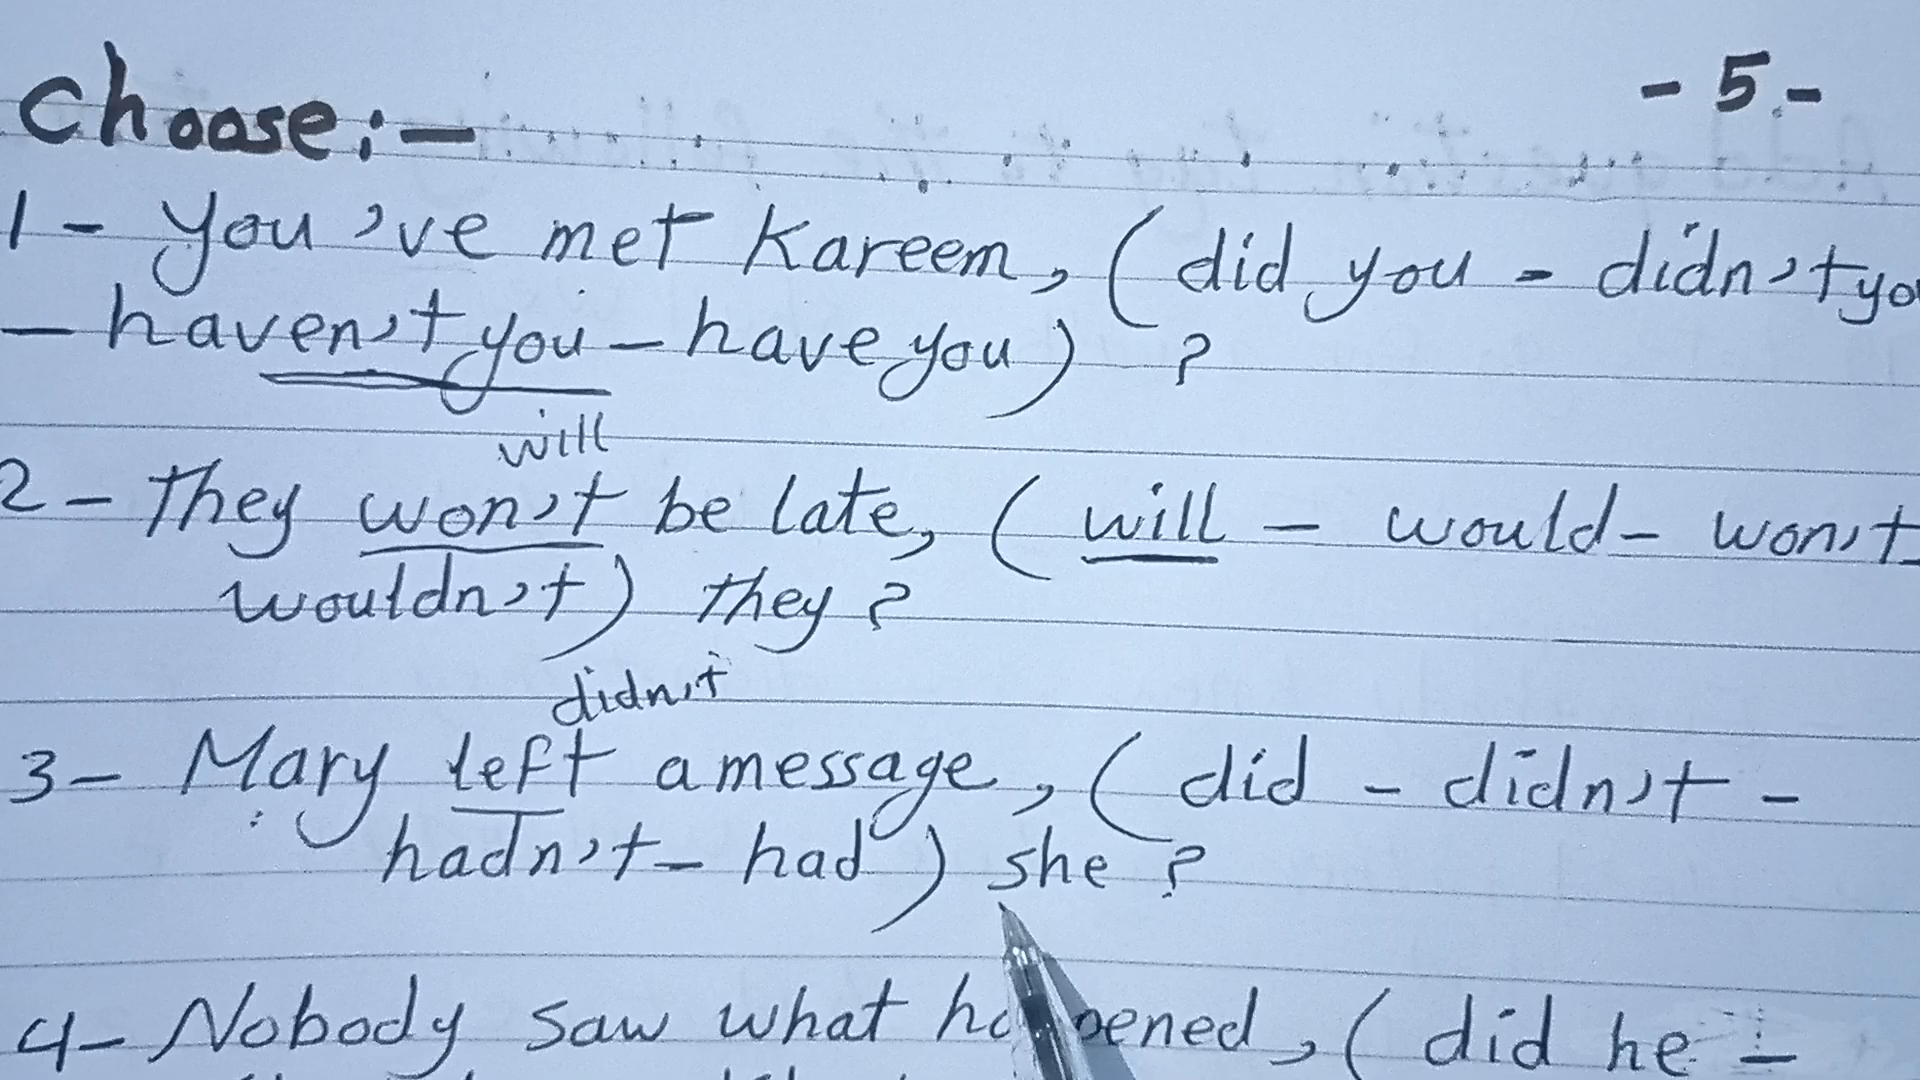 Choose:-
- 5 -
1 - You've met Kareem, (did you - didn't yo
- haven't you - have you) ?
will
2 - They won't be late, ( will - would - won't
wouldn't) they ?
didn't
3 - Mary left a message, ( did - didn't -
hadn't - had ) she ?
4 - Nobody saw what happened, ( did he -